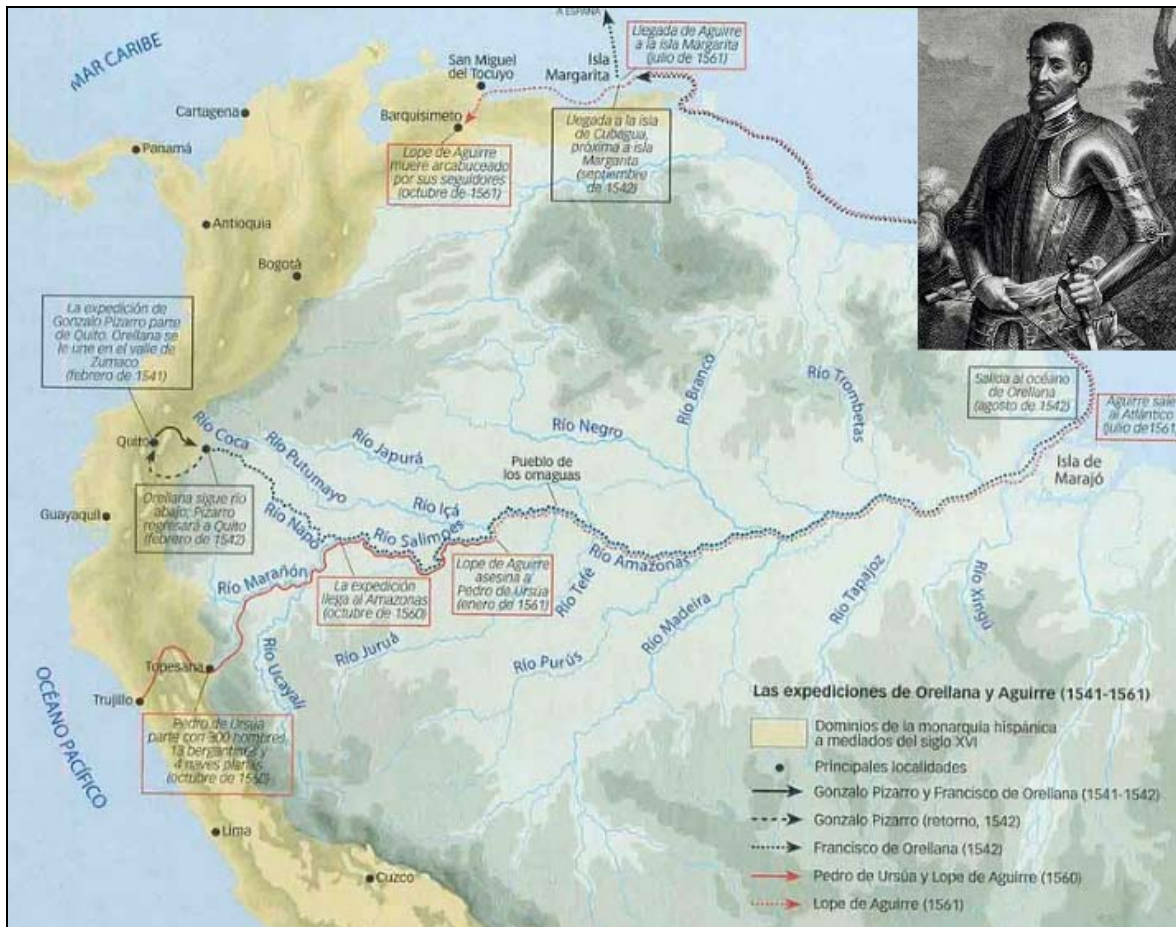 A ESPAÑA
MAR CARIBE
Llegada de Aguirre
a la isla Margarita
(julio de 1561)
San Miguel
del Tocuyo
Isla
Margarita
Cartagena
Barquisimeto
Panamá
Llegada a la isla
de Cubagua,
próxima a isla
Margarita
(septiembre
de 1542)
Lope de Aguirre
muere arcabuceado
por sus seguidores
(octubre de 1561)
Antioquia
Bogotá
La expedición de
Gonzalo Pizarro parte
de Quito. Orellana se
le une en el valle de
Zumaco
(febrero de 1541)
Río Branco
Río Trombetas
Salida al océano
de Orellana
(agosto de 1542)
Aguirre sale
al Atlántico
(julio de 1561)
Quito
Río Coca
Río Putumayo
Río Japurá
Río Negro
Pueblo de
los omaguas
Isla de
Marajó
Guayaquil
Orellana sigue río
abajo; Pizarro
regresará a Quito
(febrero de 1542)
Río Napo
Río Içá
Río Salimpes
Río Marañón
La expedición
llega al Amazonas
(octubre de 1560)
Lope de Aguirre
asesina a
Pedro de Ursúa
(enero de 1561)
Río Tefé
Río Amazonas
Río Tapajoz
Río Xingú
Río Ucayali
Río Juruá
Río Purús
Río Madeira
Topesana
Trujillo
OCÉANO PACÍFICO
Pedro de Ursúa
parte con 300 hombres,
13 bergantines y
4 naves planas
(octubre de 1560)
Lima
Cuzco
Las expediciones de Orellana y Aguirre (1541-1561)
Dominios de la monarquía hispánica
a mediados del siglo XVI
Principales localidades
Gonzalo Pizarro y Francisco de Orellana (1541-1542)
Gonzalo Pizarro (retorno, 1542)
Francisco de Orellana (1542)
Pedro de Ursúa y Lope de Aguirre (1560)
Lope de Aguirre (1561)